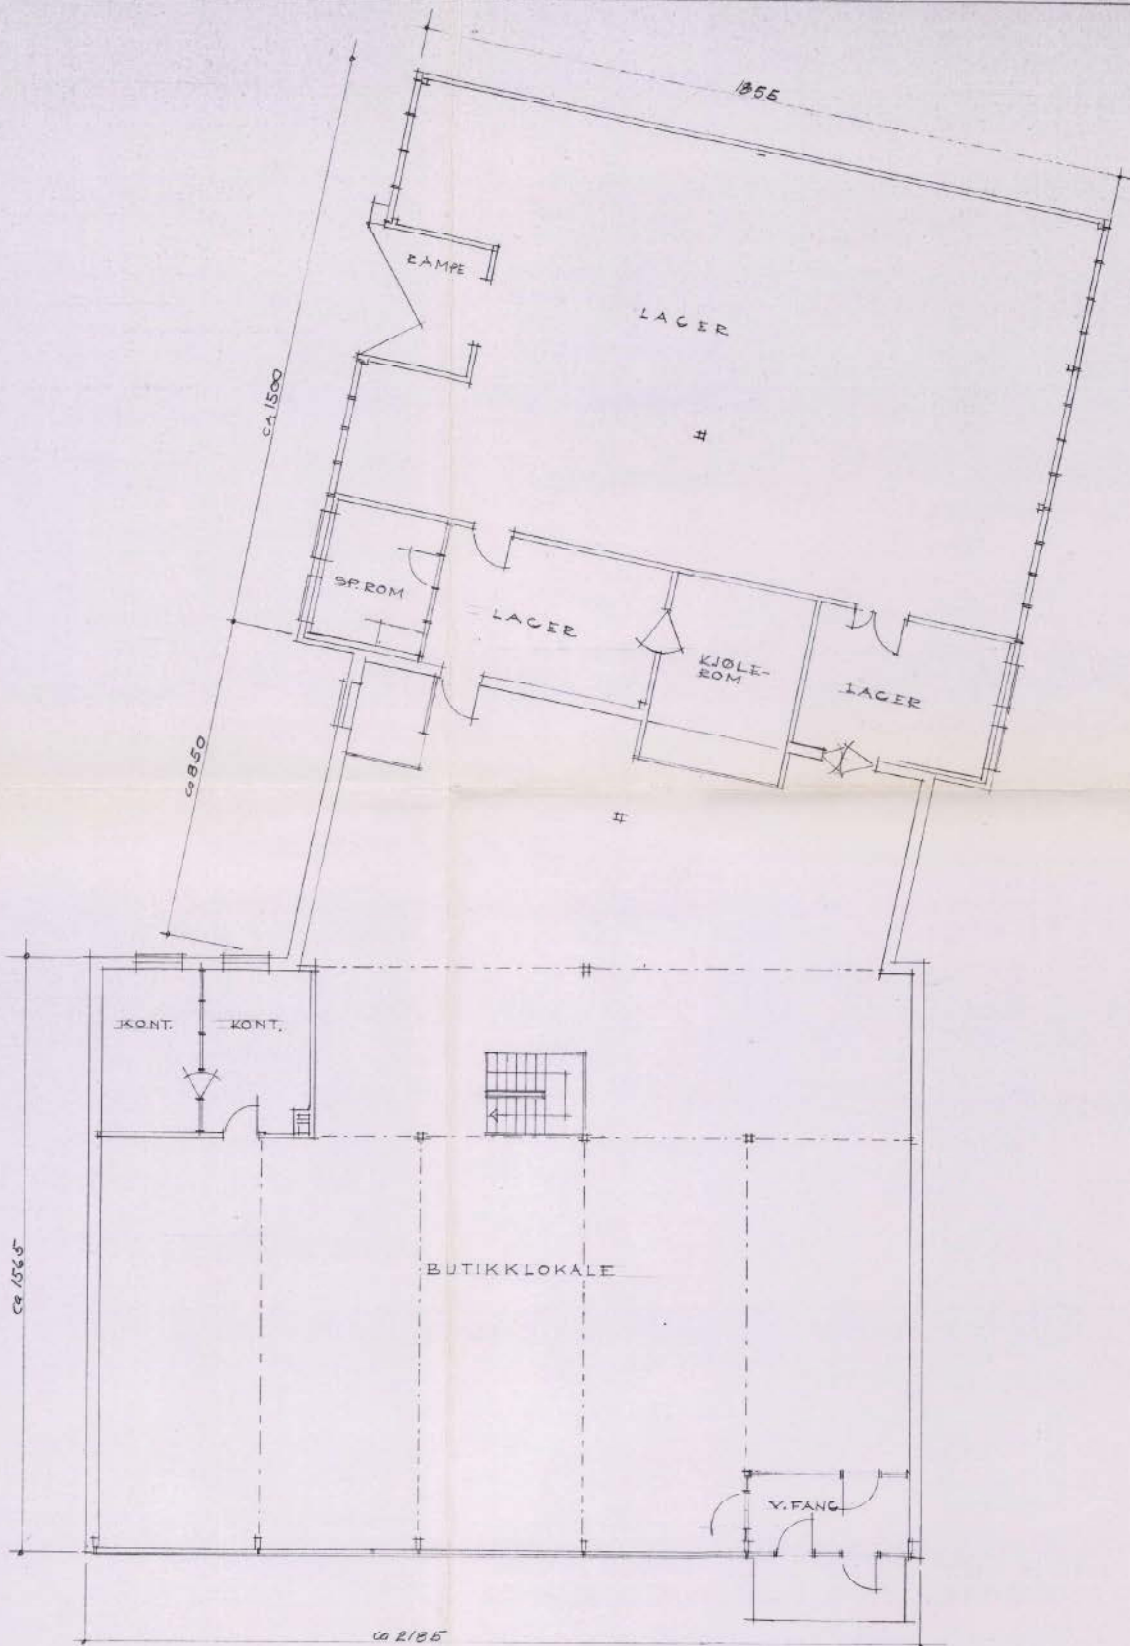 1855
RAMPE
LAGER
ca 1500
SP. ROM
LAGER
KJØLE-
ROM
LAGER
ca 850
KONT.
KONT.
BUTIKKLOKALE
ca 1565
V. FANG
ca 2185